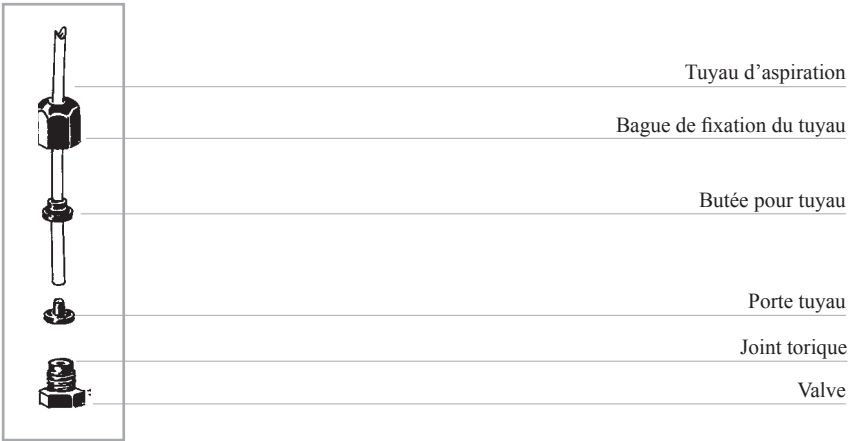 Tuyau d’aspiration
Bague de fixation du tuyau
Butée pour tuyau
Porte tuyau
Joint torique
Valve